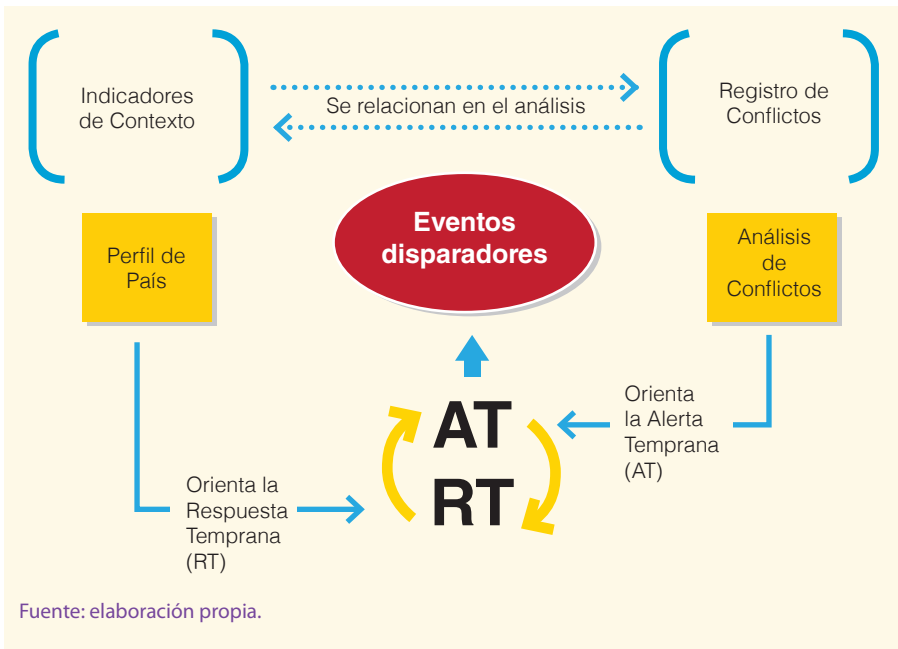 Indicadores
de Contexto
Se relacionan en el análisis
Registro de
Conflictos
Perfil de
País
Eventos
disparadores
Análisis
de
Conflictos
AT
RT
Orienta la
Respuesta
Temprana
(RT)
Orienta
la Alerta
Temprana
(AT)
Fuente: elaboración propia.